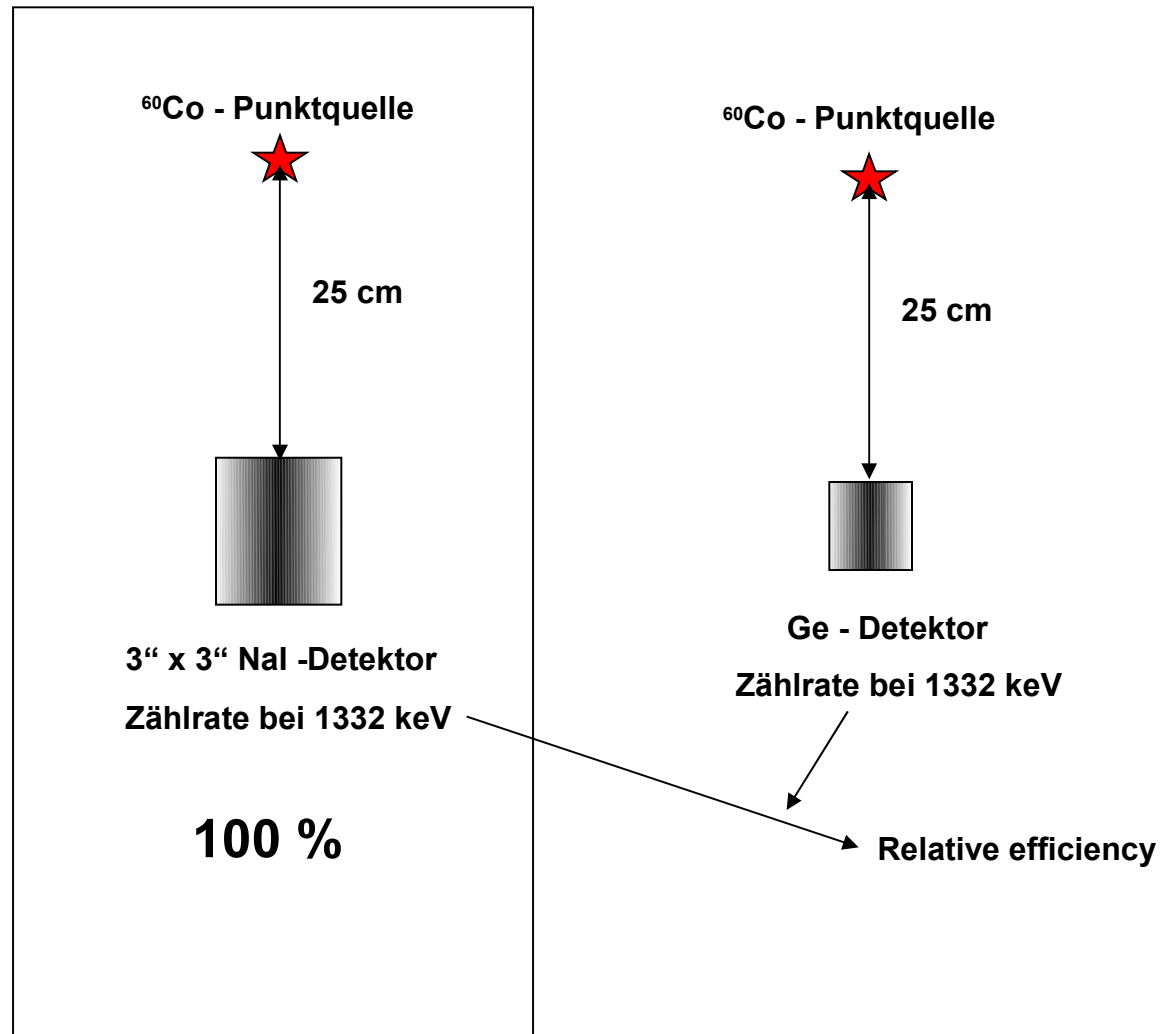 ⁶⁰Co - Punktquelle
25 cm
3“ x 3“ NaI -Detektor
Zählrate bei 1332 keV
100 %
⁶⁰Co - Punktquelle
25 cm
Ge - Detektor
Zählrate bei 1332 keV
Relative efficiency